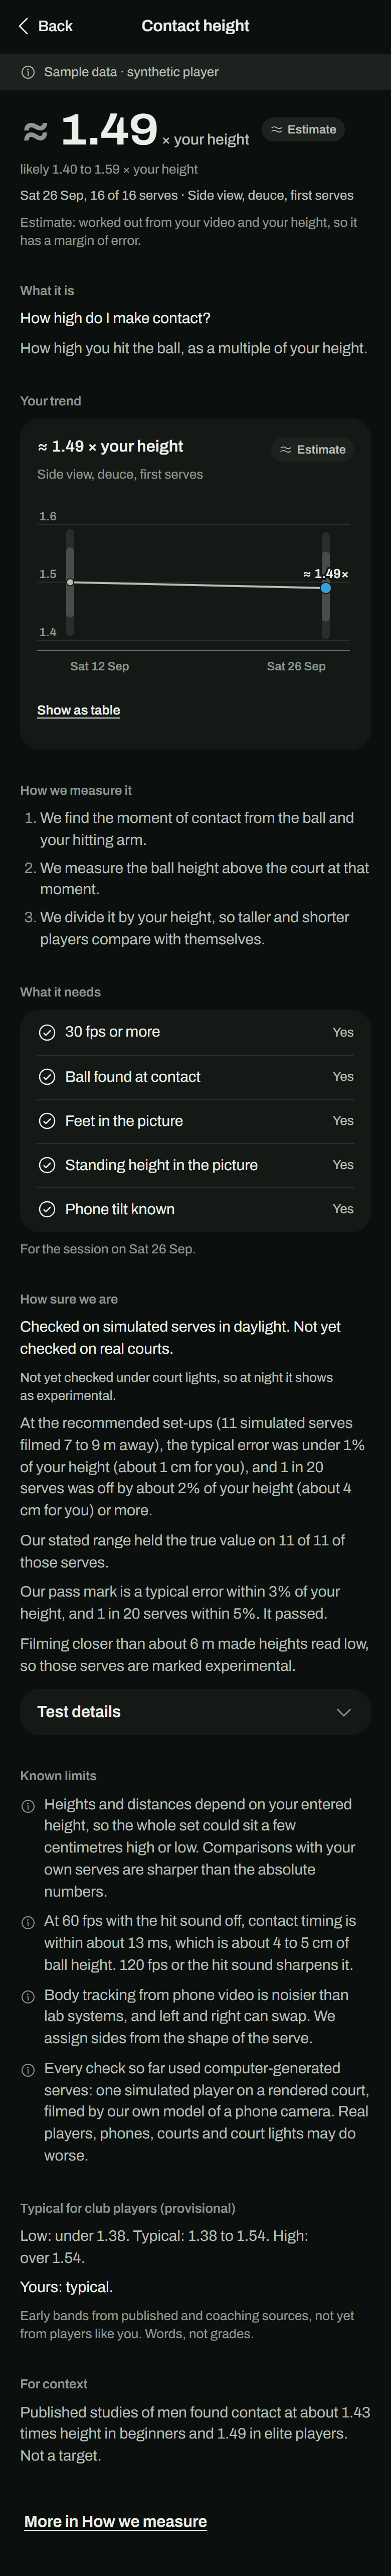 Back
Contact height
Sample data · synthetic player
≈ 1.49 × your height
≈ Estimate
likely 1.40 to 1.59 × your height
Sat 26 Sep, 16 of 16 serves · Side view, deuce, first serves
Estimate: worked out from your video and your height, so it
has a margin of error.
What it is
How high do I make contact?
How high you hit the ball, as a multiple of your height.
Your trend
≈ 1.49 × your height
≈ Estimate
Side view, deuce, first serves
1.6
1.5
≈ 1.49×
1.4
Sat 12 Sep
Sat 26 Sep
Show as table
How we measure it
1. We find the moment of contact from the ball and
your hitting arm.
2. We measure the ball height above the court at that
moment.
3. We divide it by your height, so taller and shorter
players compare with themselves.
What it needs
30 fps or more Yes
Ball found at contact Yes
Feet in the picture Yes
Standing height in the picture Yes
Phone tilt known Yes
For the session on Sat 26 Sep.
How sure we are
Checked on simulated serves in daylight. Not yet
checked on real courts.
Not yet checked under court lights, so at night it shows
as experimental.
At the recommended set-ups (11 simulated serves
filmed 7 to 9 m away), the typical error was under 1%
of your height (about 1 cm for you), and 1 in 20
serves was off by about 2% of your height (about 4
cm for you) or more.
Our stated range held the true value on 11 of 11 of
those serves.
Our pass mark is a typical error within 3% of your
height, and 1 in 20 serves within 5%. It passed.
Filming closer than about 6 m made heights read low,
so those serves are marked experimental.
Test details
Known limits
Heights and distances depend on your entered
height, so the whole set could sit a few
centimetres high or low. Comparisons with your
own serves are sharper than the absolute
numbers.
At 60 fps with the hit sound off, contact timing is
within about 13 ms, which is about 4 to 5 cm of
ball height. 120 fps or the hit sound sharpens it.
Body tracking from phone video is noisier than
lab systems, and left and right can swap. We
assign sides from the shape of the serve.
Every check so far used computer-generated
serves: one simulated player on a rendered court,
filmed by our own model of a phone camera. Real
players, phones, courts and court lights may do
worse.
Typical for club players (provisional)
Low: under 1.38. Typical: 1.38 to 1.54. High:
over 1.54.
Yours: typical.
Early bands from published and coaching sources, not yet
from players like you. Words, not grades.
For context
Published studies of men found contact at about 1.43
times height in beginners and 1.49 in elite players.
Not a target.
More in How we measure